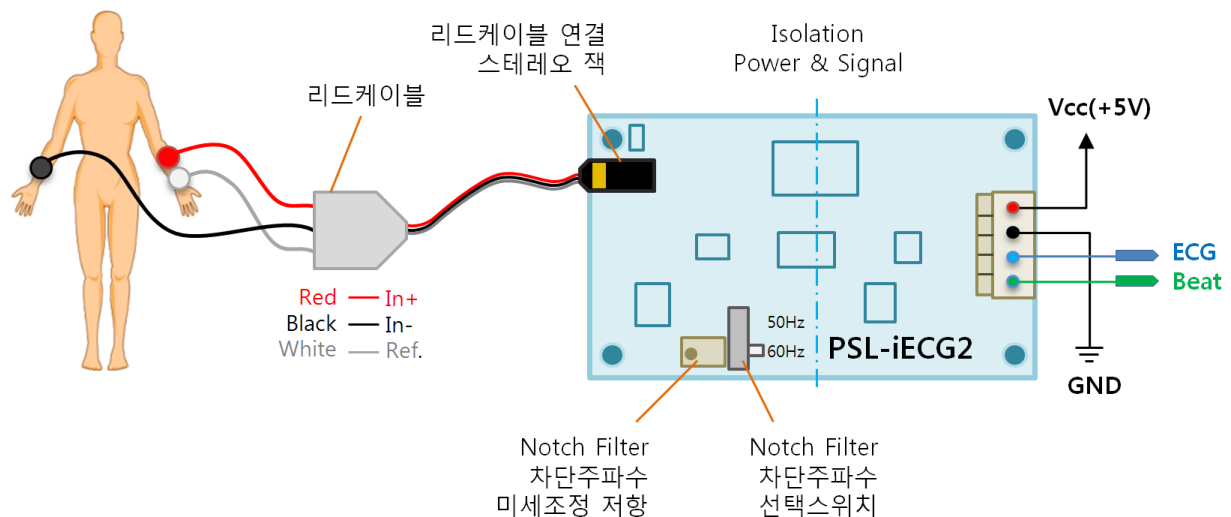 리드케이블 연결
스테레오 잭
Isolation
Power & Signal
리드케이블
Vcc(+5V)
ECG
Beat
Red In+
Black In-
White Ref.
50Hz
60Hz
PSL-iECG2
GND
Notch Filter
차단주파수
미세조정 저항
Notch Filter
차단주파수
선택스위치